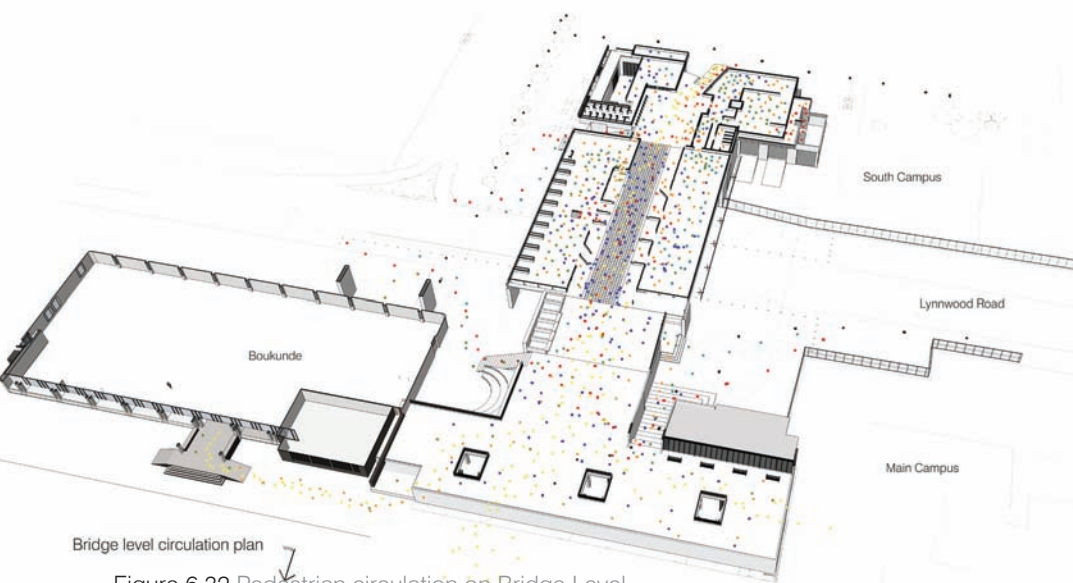 South Campus
Lynnwood Road
Boukunde
Main Campus
Bridge level circulation plan
Figure 6.22 Pedestrian circulation on Bridge Level